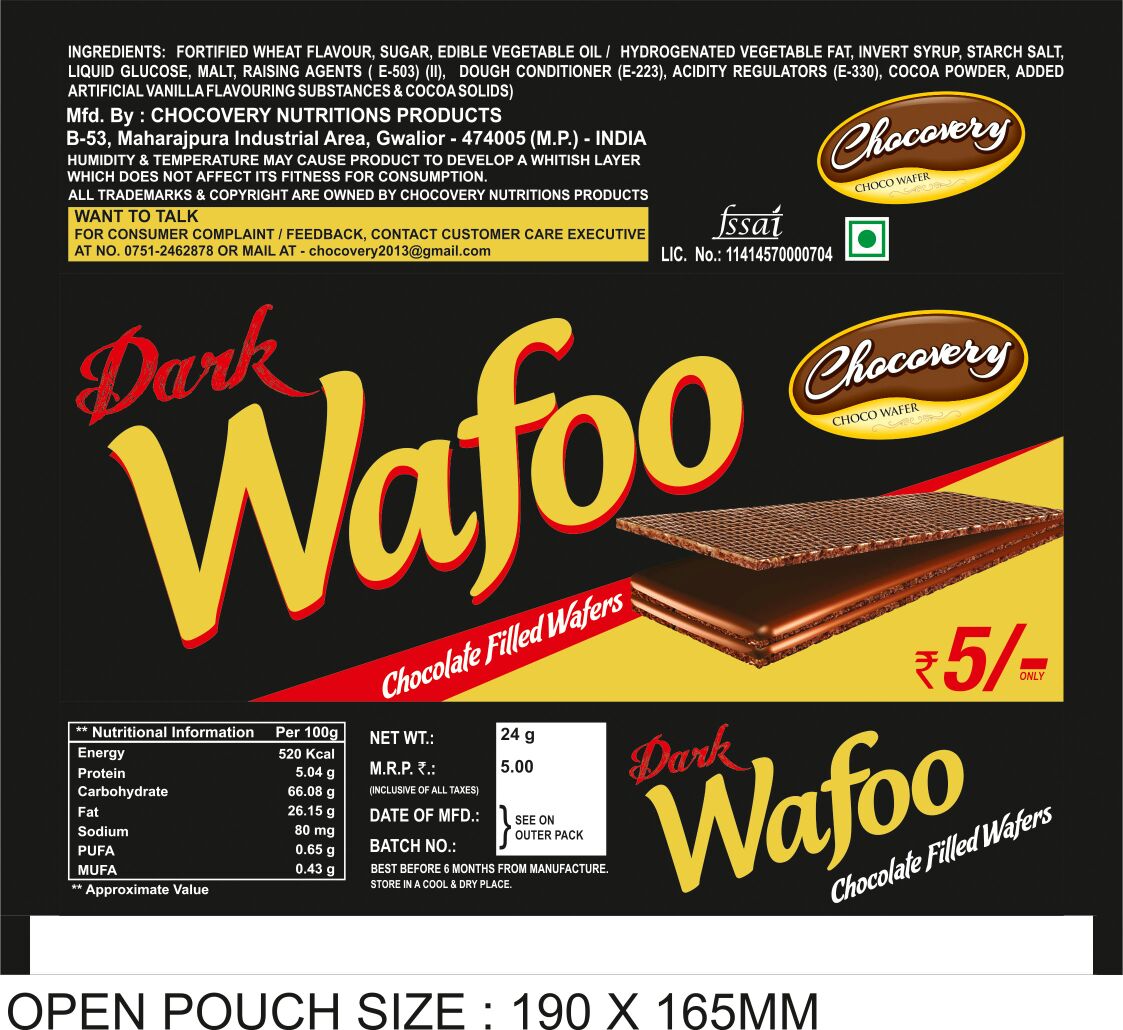 INGREDIENTS: FORTIFIED WHEAT FLAVOUR, SUGAR, EDIBLE VEGETABLE OIL / HYDROGENATED VEGETABLE FAT, INVERT SYRUP, STARCH SALT,
LIQUID GLUCOSE, MALT, RAISING AGENTS ( E-503) (II), DOUGH CONDITIONER (E-223), ACIDITY REGULATORS (E-330), COCOA POWDER, ADDED
ARTIFICIAL VANILLA FLAVOURING SUBSTANCES & COCOA SOLIDS)
Mfd. By : CHOCOVERY NUTRITIONS PRODUCTS
B-53, Maharajpura Industrial Area, Gwalior - 474005 (M.P.) - INDIA
HUMIDITY & TEMPERATURE MAY CAUSE PRODUCT TO DEVELOP A WHITISH LAYER
WHICH DOES NOT AFFECT ITS FITNESS FOR CONSUMPTION.
ALL TRADEMARKS & COPYRIGHT ARE OWNED BY CHOCOVERY NUTRITIONS PRODUCTS
WANT TO TALK
FOR CONSUMER COMPLAINT / FEEDBACK, CONTACT CUSTOMER CARE EXECUTIVE
AT NO. 0751-2462878 OR MAIL AT - chocovery2013@gmail.com
Chocovery
CHOCO WAFER
fssai
LIC. No.: 11414570000704
Dark
Wafoo
Chocovery
CHOCO WAFER
Chocolate Filled Wafers
₹5/-
ONLY
** Nutritional Information Per 100g
Energy 520 Kcal
Protein 5.04 g
Carbohydrate 66.08 g
Fat 26.15 g
Sodium 80 mg
PUFA 0.65 g
MUFA 0.43 g
** Approximate Value
NET WT.: 24 g
M.R.P. ₹.: 5.00
(INCLUSIVE OF ALL TAXES)
DATE OF MFD.:
BATCH NO.:
} SEE ON
OUTER PACK
BEST BEFORE 6 MONTHS FROM MANUFACTURE.
STORE IN A COOL & DRY PLACE.
Dark
Wafoo
Chocolate Filled Wafers
OPEN POUCH SIZE : 190 X 165MM